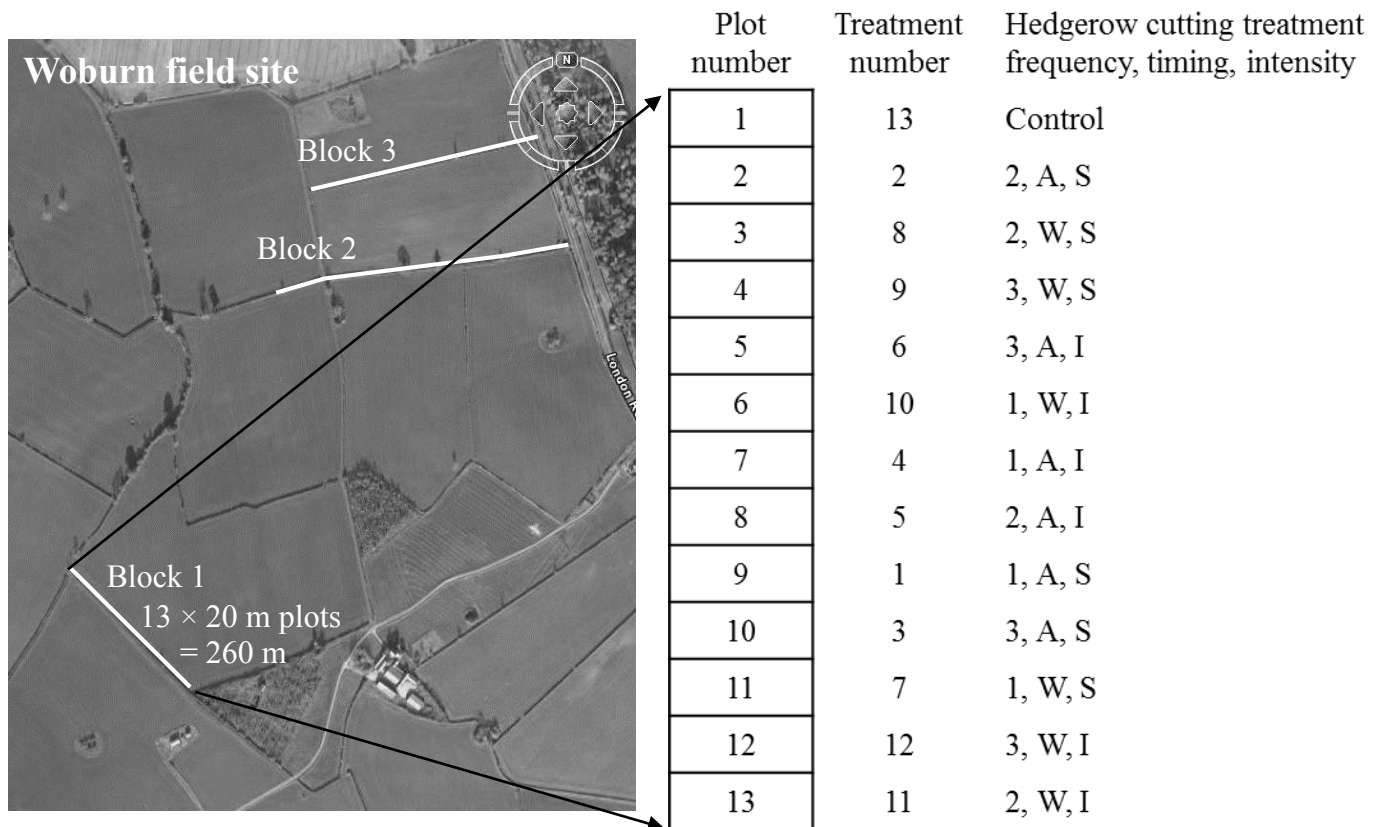 Woburn field site
N
Block 3
Block 2
London
Block 1
13 × 20 m plots
= 260 m
Plot number Treatment number Hedgerow cutting treatment frequency, timing, intensity
1 13 Control
2 2 2, A, S
3 8 2, W, S
4 9 3, W, S
5 6 3, A, I
6 10 1, W, I
7 4 1, A, I
8 5 2, A, I
9 1 1, A, S
10 3 3, A, S
11 7 1, W, S
12 12 3, W, I
13 11 2, W, I